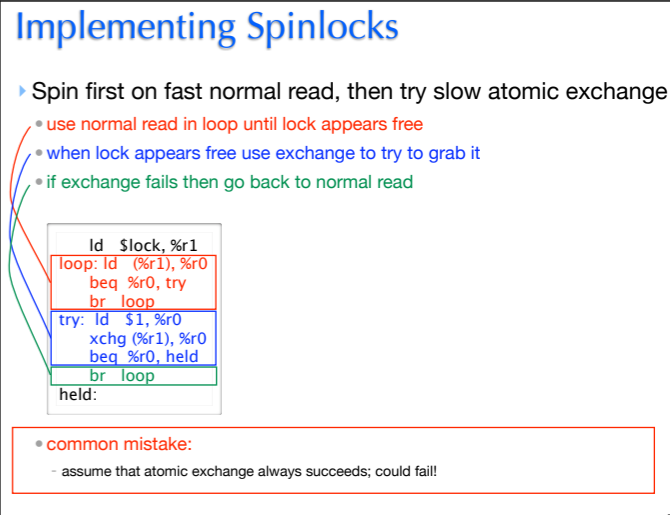 Implementing Spinlocks
Spin first on fast normal read, then try slow atomic exchange
use normal read in loop until lock appears free
when lock appears free use exchange to try to grab it
if exchange fails then go back to normal read
ld $lock, %r1
loop: ld (%r1), %r0
beq %r0, try
br loop
try: ld $1, %r0
xchg (%r1), %r0
beq %r0, held
br loop
held:
common mistake:
- assume that atomic exchange always succeeds; could fail!